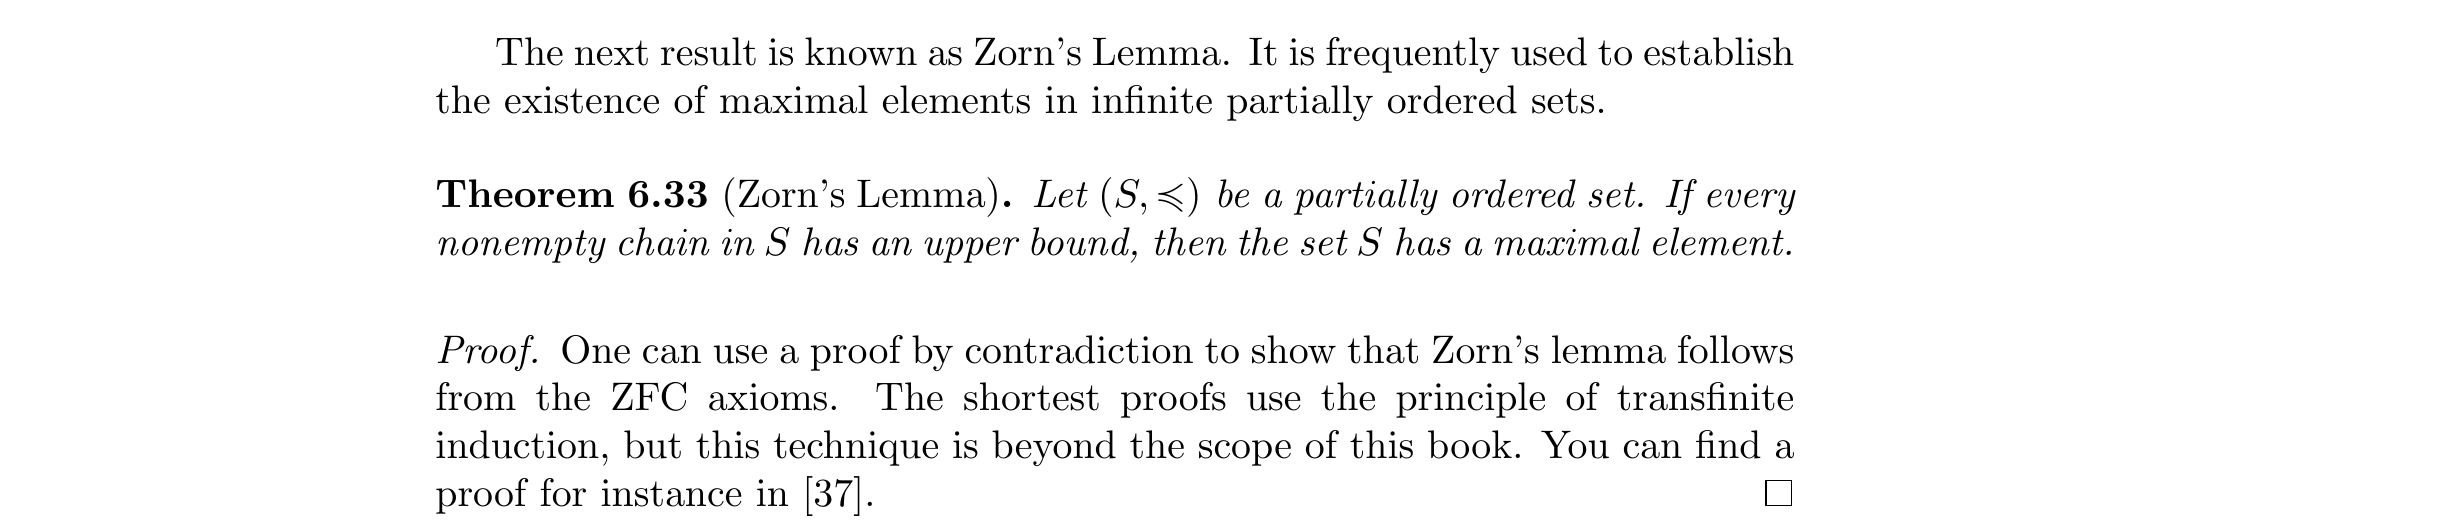 The next result is known as Zorn's Lemma. It is frequently used to establish
the existence of maximal elements in infinite partially ordered sets.
Theorem 6.33 (Zorn's Lemma). Let (S, ≼) be a partially ordered set. If every
nonempty chain in S has an upper bound, then the set S has a maximal element.
Proof. One can use a proof by contradiction to show that Zorn's lemma follows
from the ZFC axioms. The shortest proofs use the principle of transfinite
induction, but this technique is beyond the scope of this book. You can find a
proof for instance in [37]. □